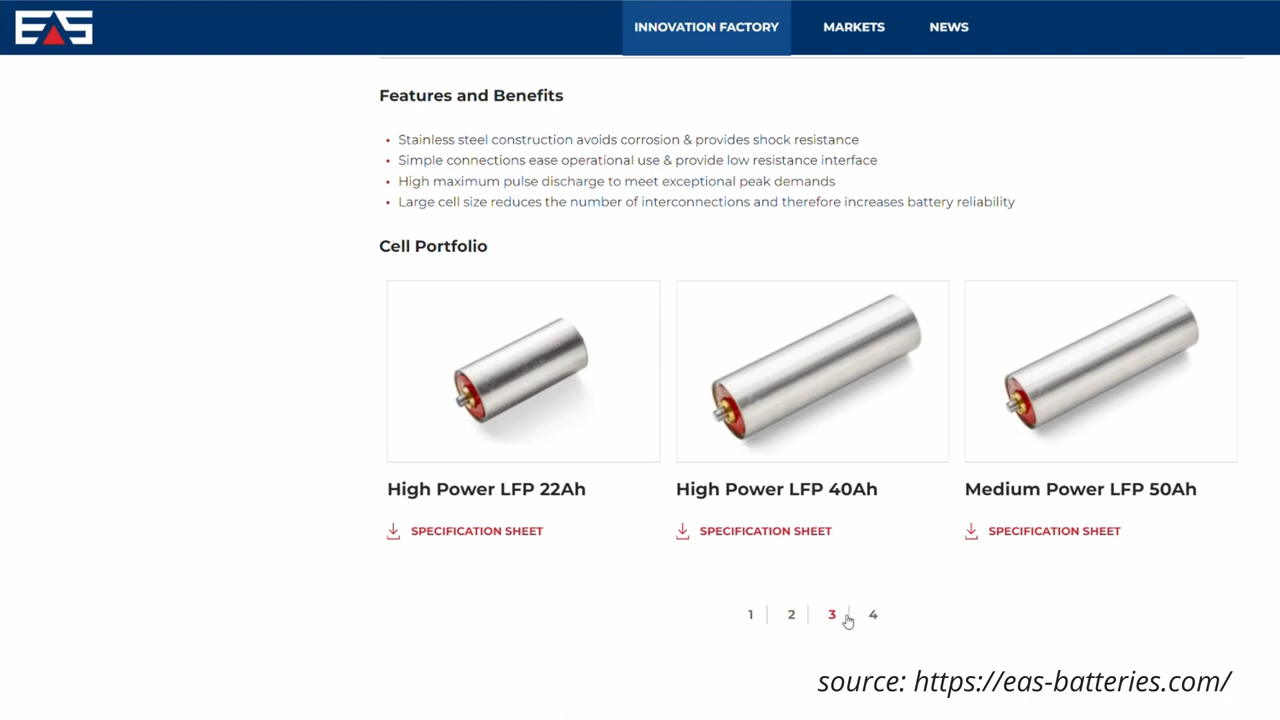 EAS
INNOVATION FACTORY
MARKETS
NEWS
Features and Benefits
• Stainless steel construction avoids corrosion & provides shock resistance
• Simple connections ease operational use & provide low resistance interface
• High maximum pulse discharge to meet exceptional peak demands
• Large cell size reduces the number of interconnections and therefore increases battery reliability
Cell Portfolio
High Power LFP 22Ah
High Power LFP 40Ah
Medium Power LFP 50Ah
SPECIFICATION SHEET
SPECIFICATION SHEET
SPECIFICATION SHEET
1 | 2 | 3 | 4
source: https://eas-batteries.com/